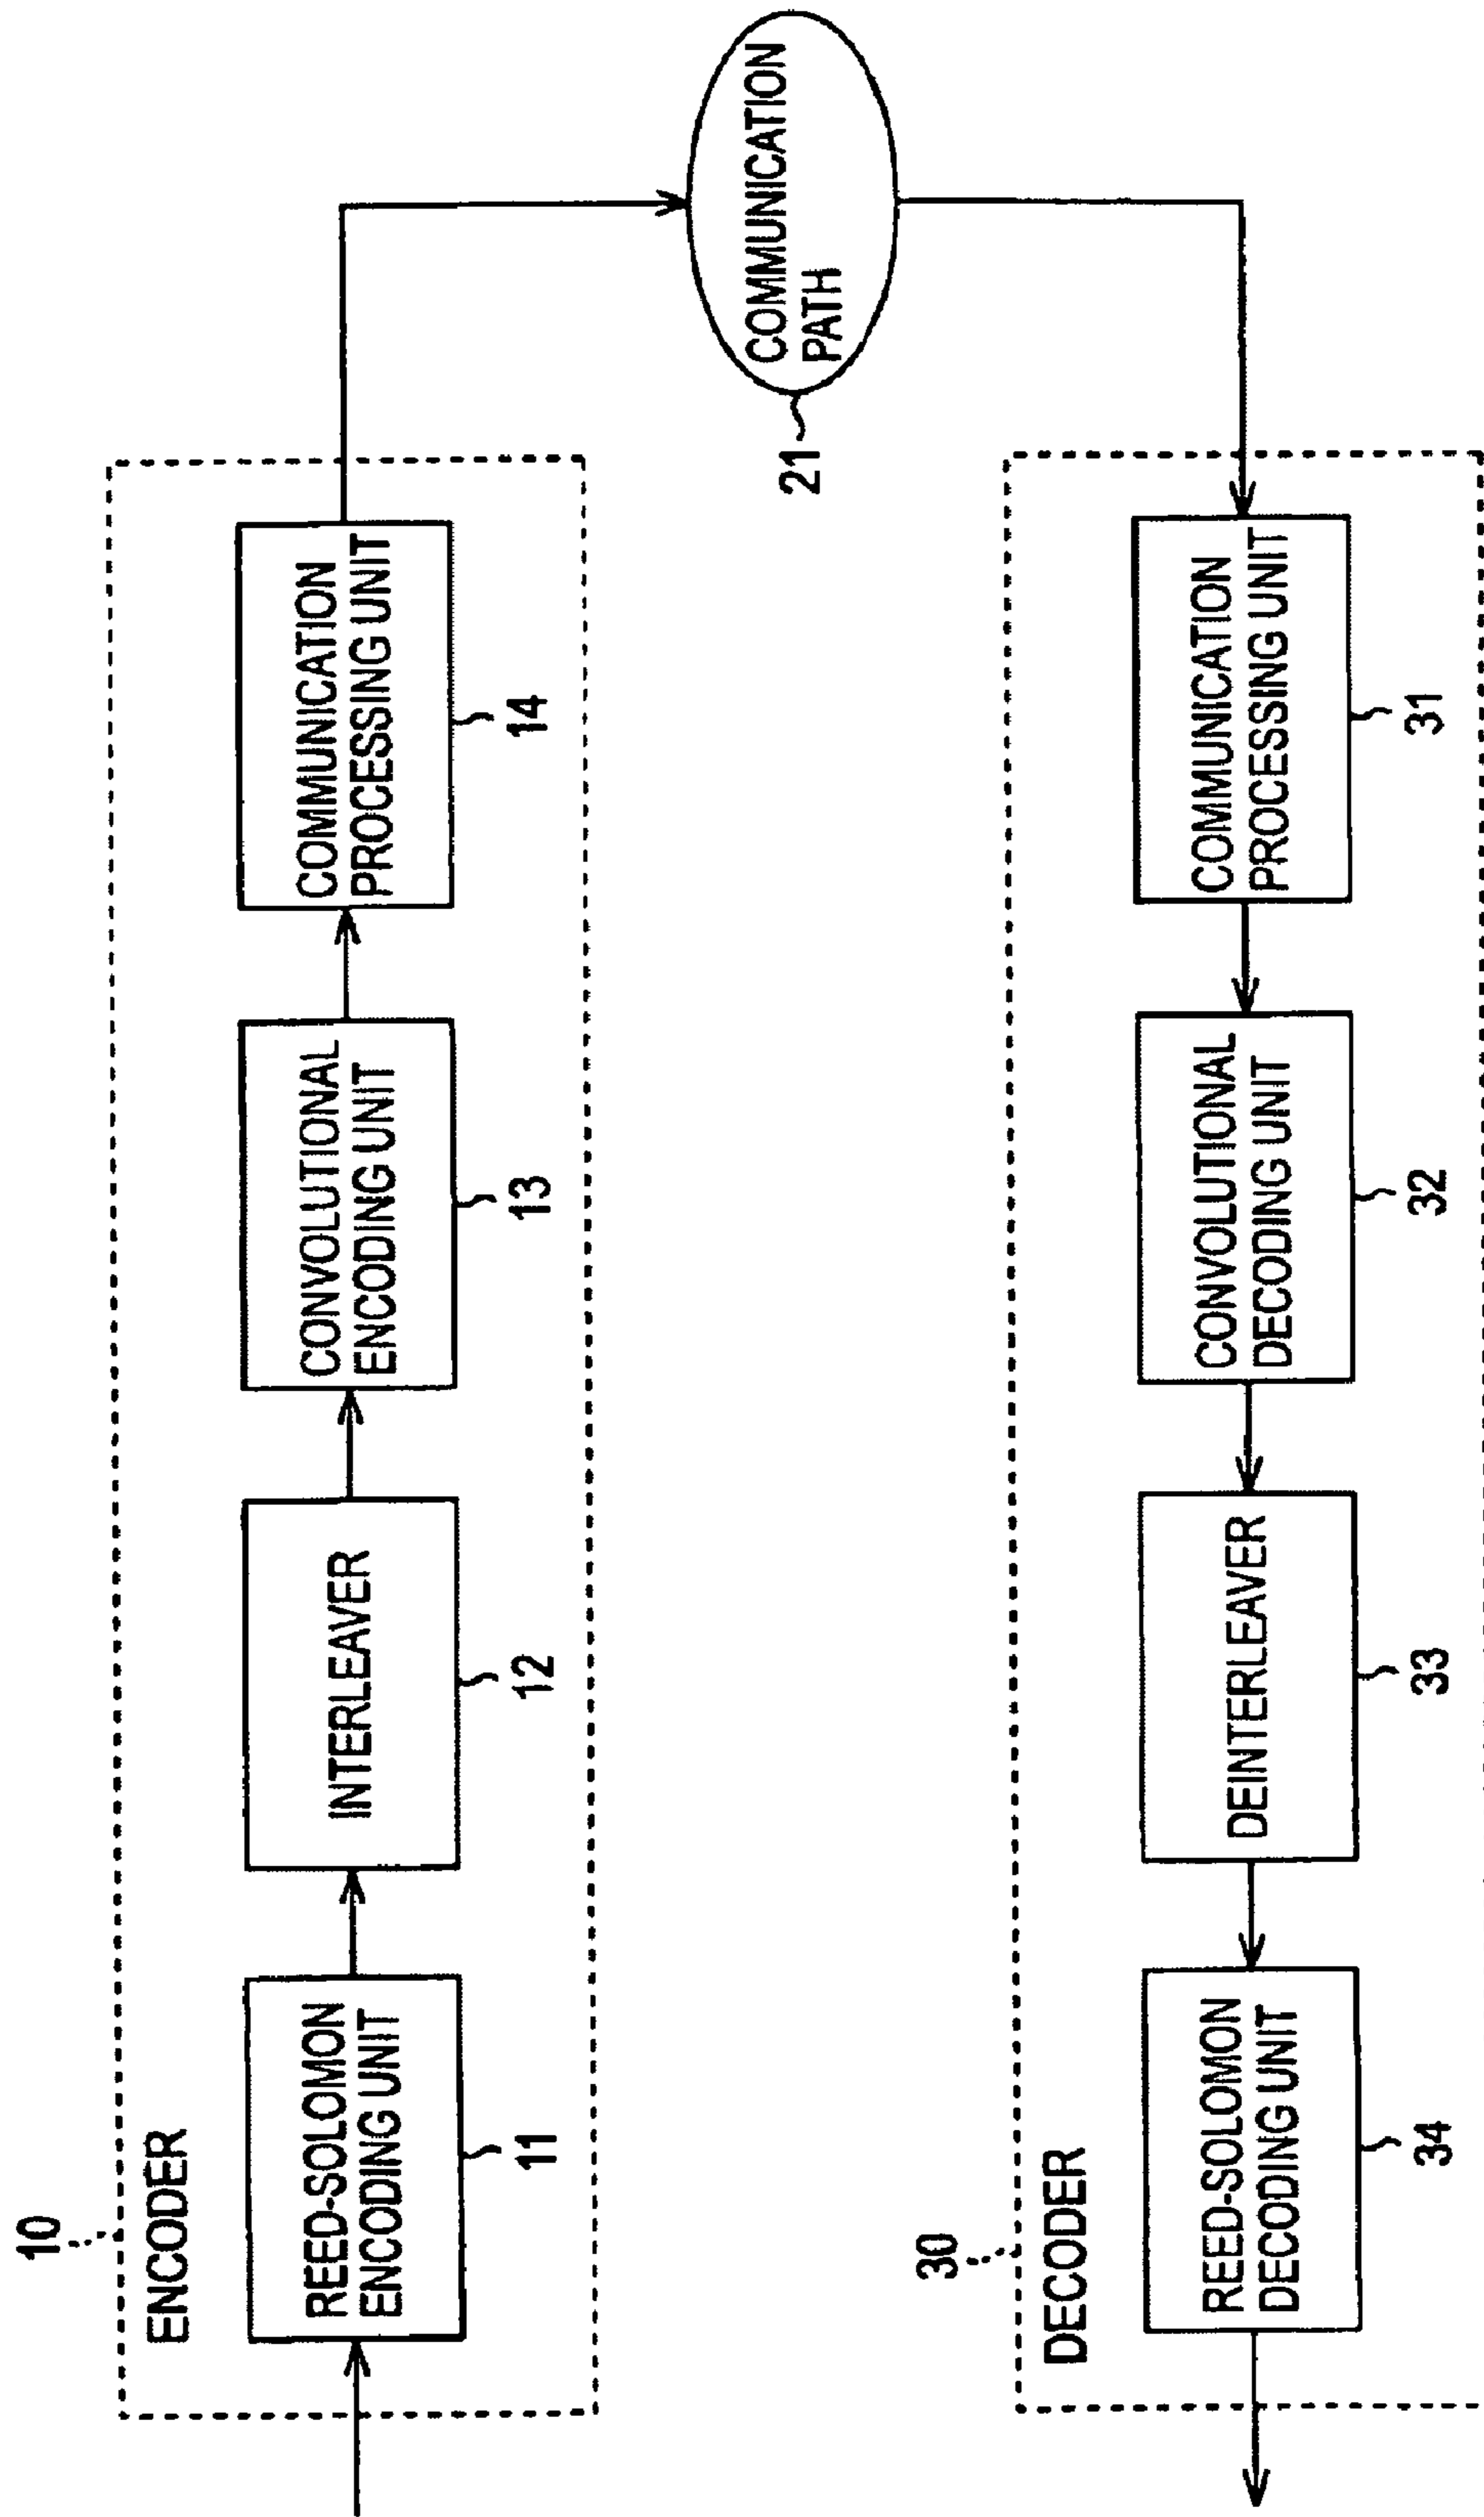 10
ENCODER
REED-SOLOMON
ENCODING UNIT
11
INTERLEAVER
12
CONVOLUTIONAL
ENCODING UNIT
13
COMMUNICATION
PROCESSING UNIT
14
COMMUNICATION
PATH
21
30
DECODER
REED-SOLOMON
DECODING UNIT
34
DEINTERLEAVER
33
CONVOLUTIONAL
DECODING UNIT
32
COMMUNICATION
PROCESSING UNIT
31